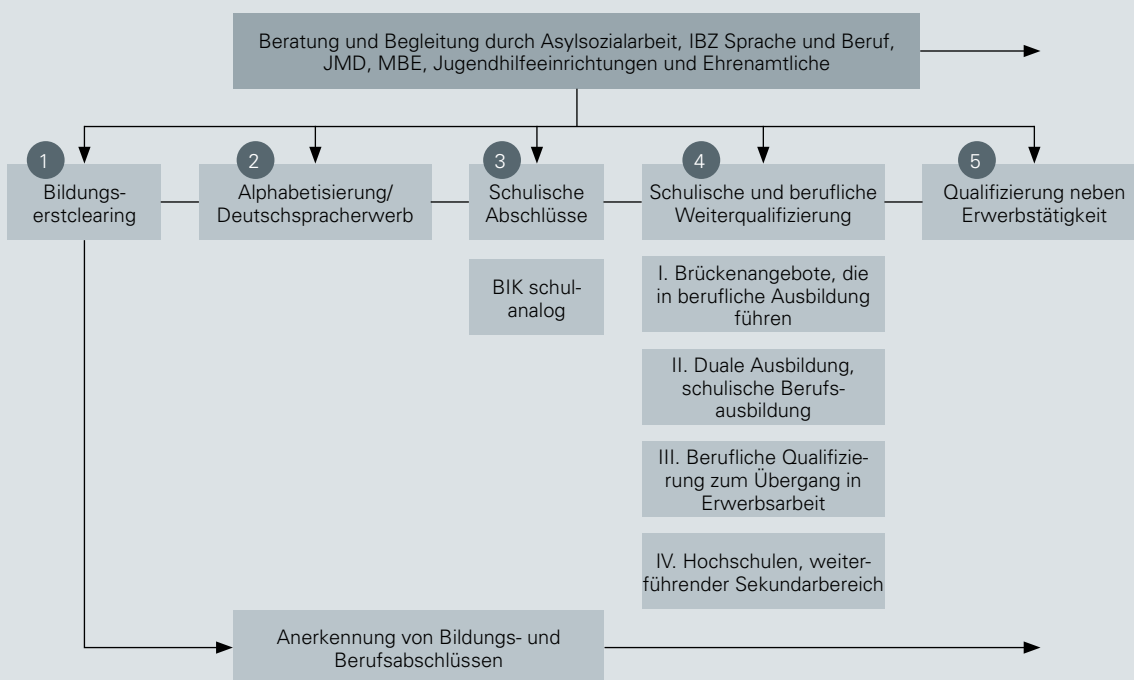 Beratung und Begleitung durch Asylsozialarbeit, IBZ Sprache und Beruf,
JMD, MBE, Jugendhilfeeinrichtungen und Ehrenamtliche
1
Bildungs-
erstclearing
2
Alphabetisierung/
Deutschspracherwerb
3
Schulische
Abschlüsse
4
Schulische und berufliche
Weiterqualifizierung
5
Qualifizierung neben
Erwerbstätigkeit
BIK schul-
analog
I. Brückenangebote, die
in berufliche Ausbildung
führen
II. Duale Ausbildung,
schulische Berufs-
ausbildung
III. Berufliche Qualifizie-
rung zum Übergang in
Erwerbsarbeit
IV. Hochschulen, weiter-
führender Sekundarbereich
Anerkennung von Bildungs- und
Berufsabschlüssen